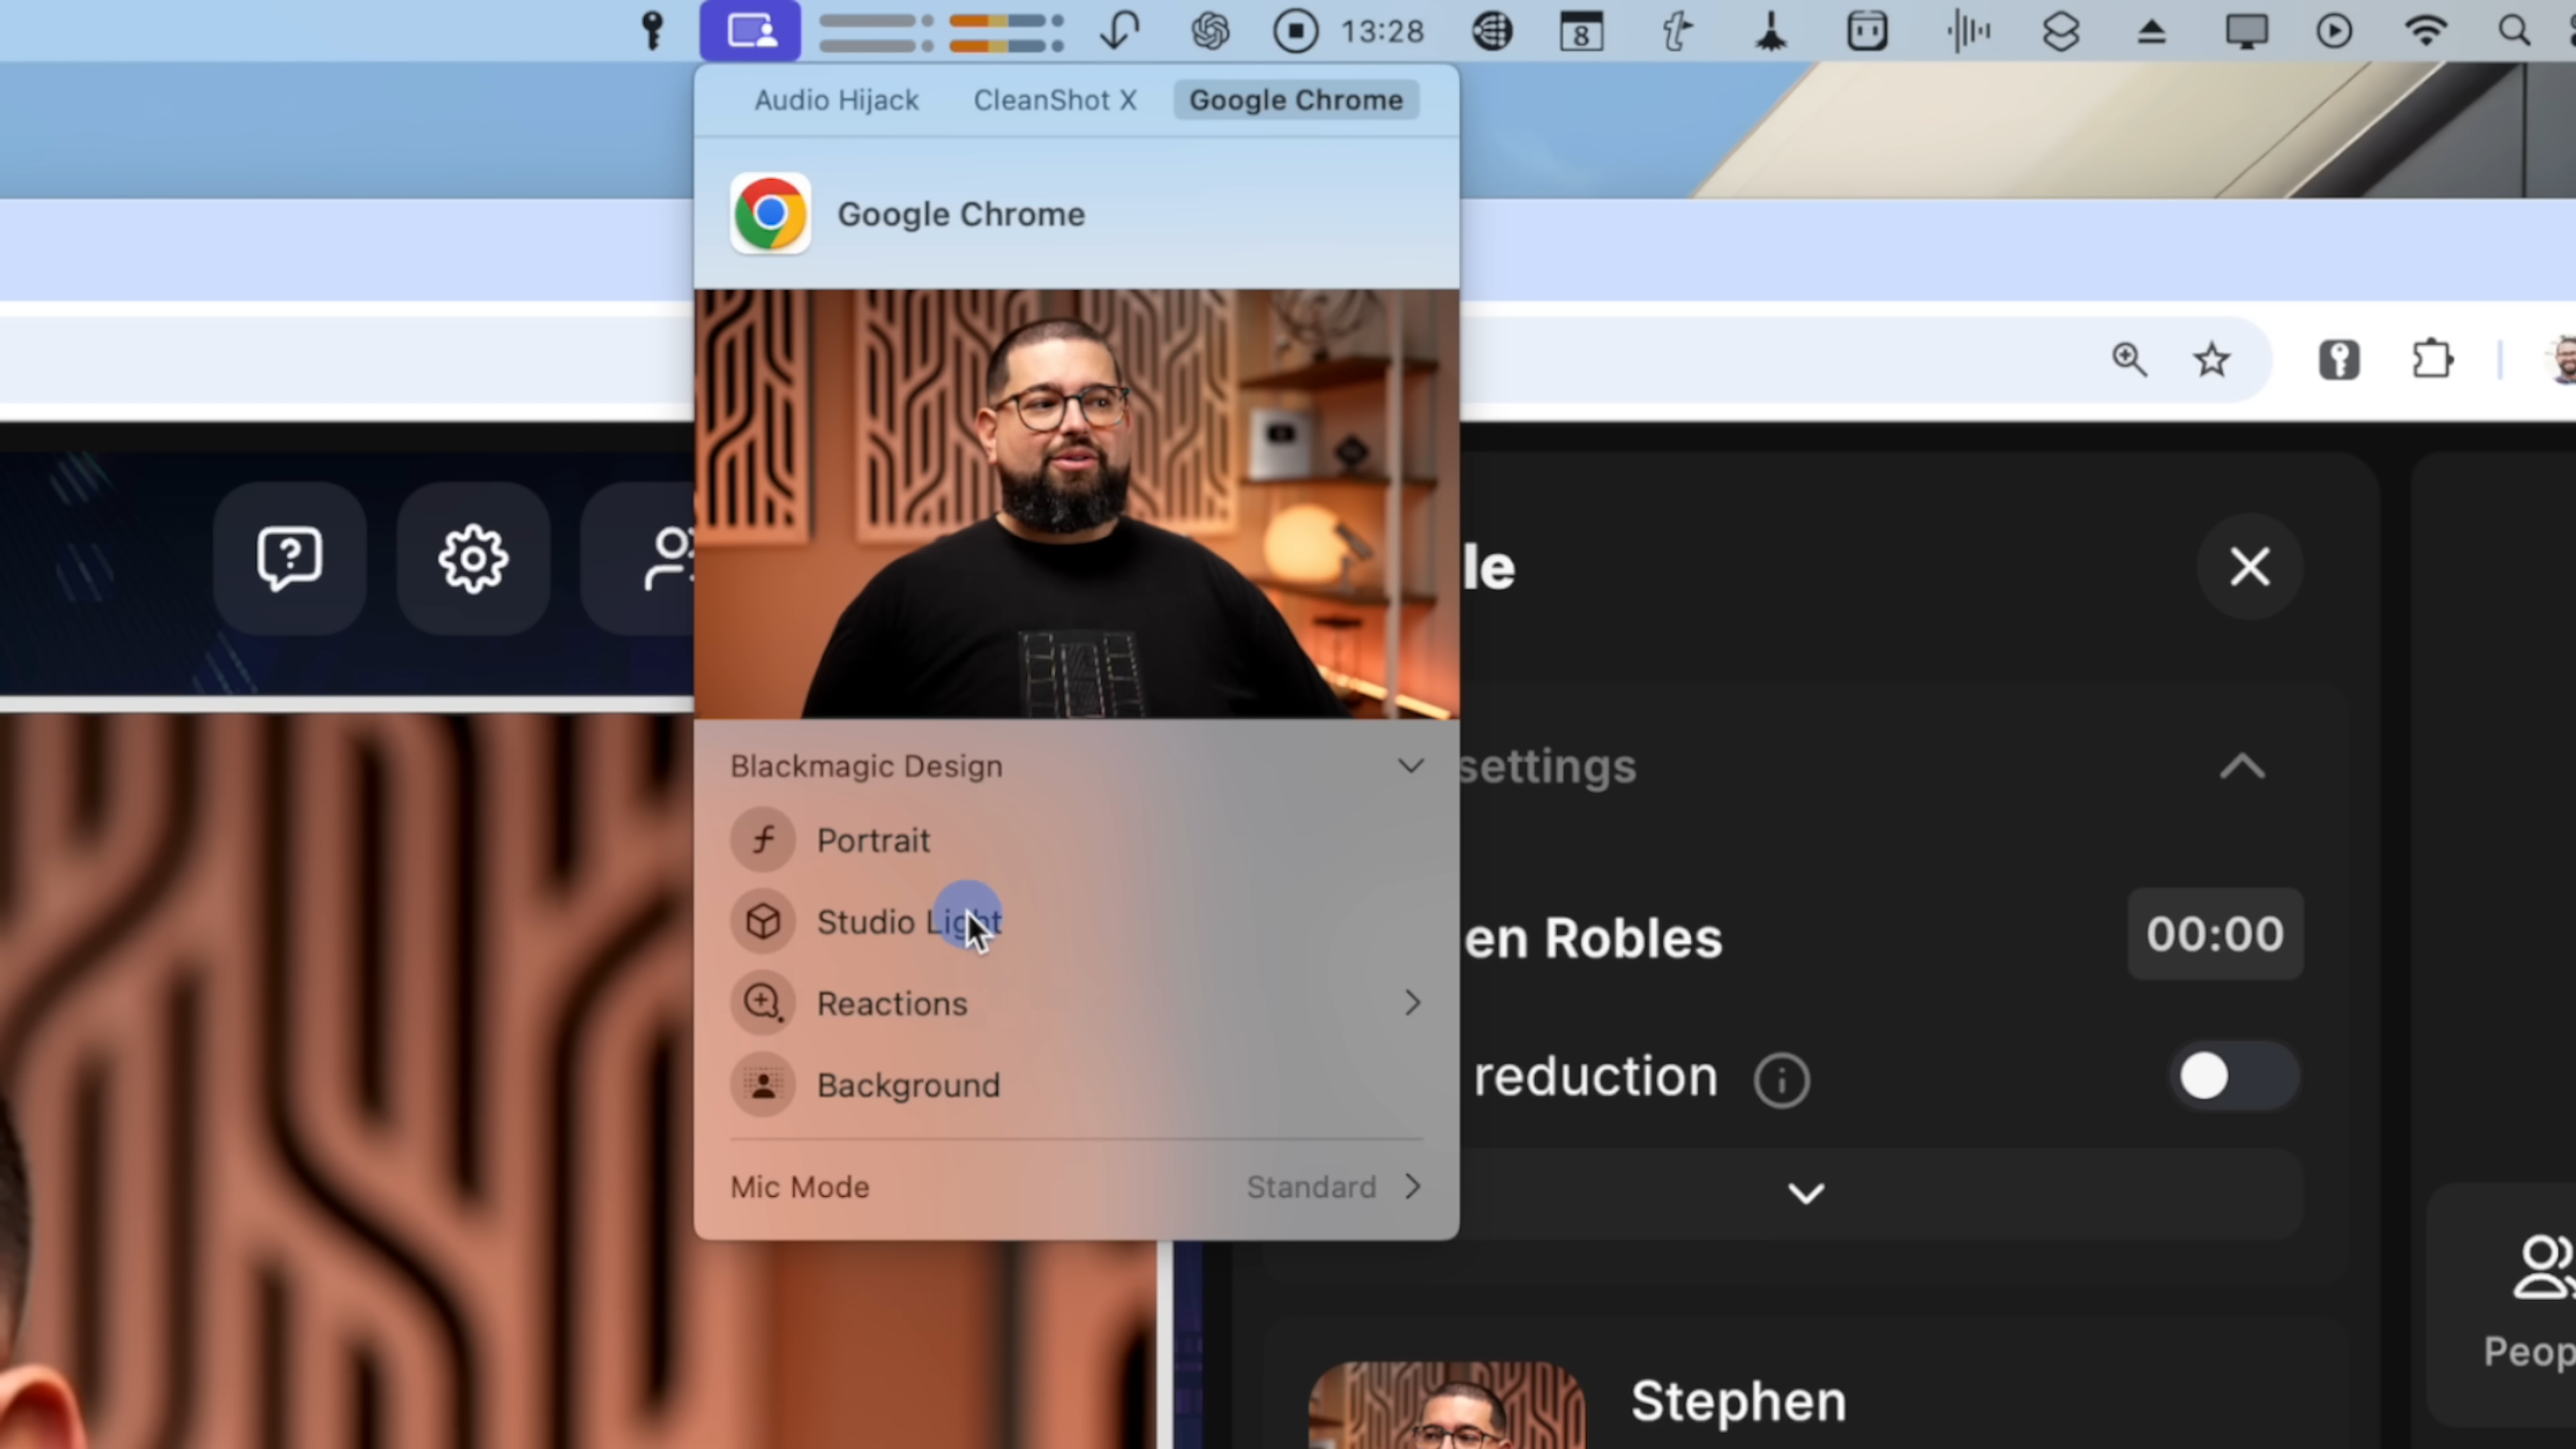 13:28
8
Audio Hijack CleanShot X Google Chrome
Google Chrome
le
Blackmagic Design
settings
Portrait
Studio Light
en Robles 00:00
Reactions
reduction
Background
Mic Mode Standard
Peop
Stephen